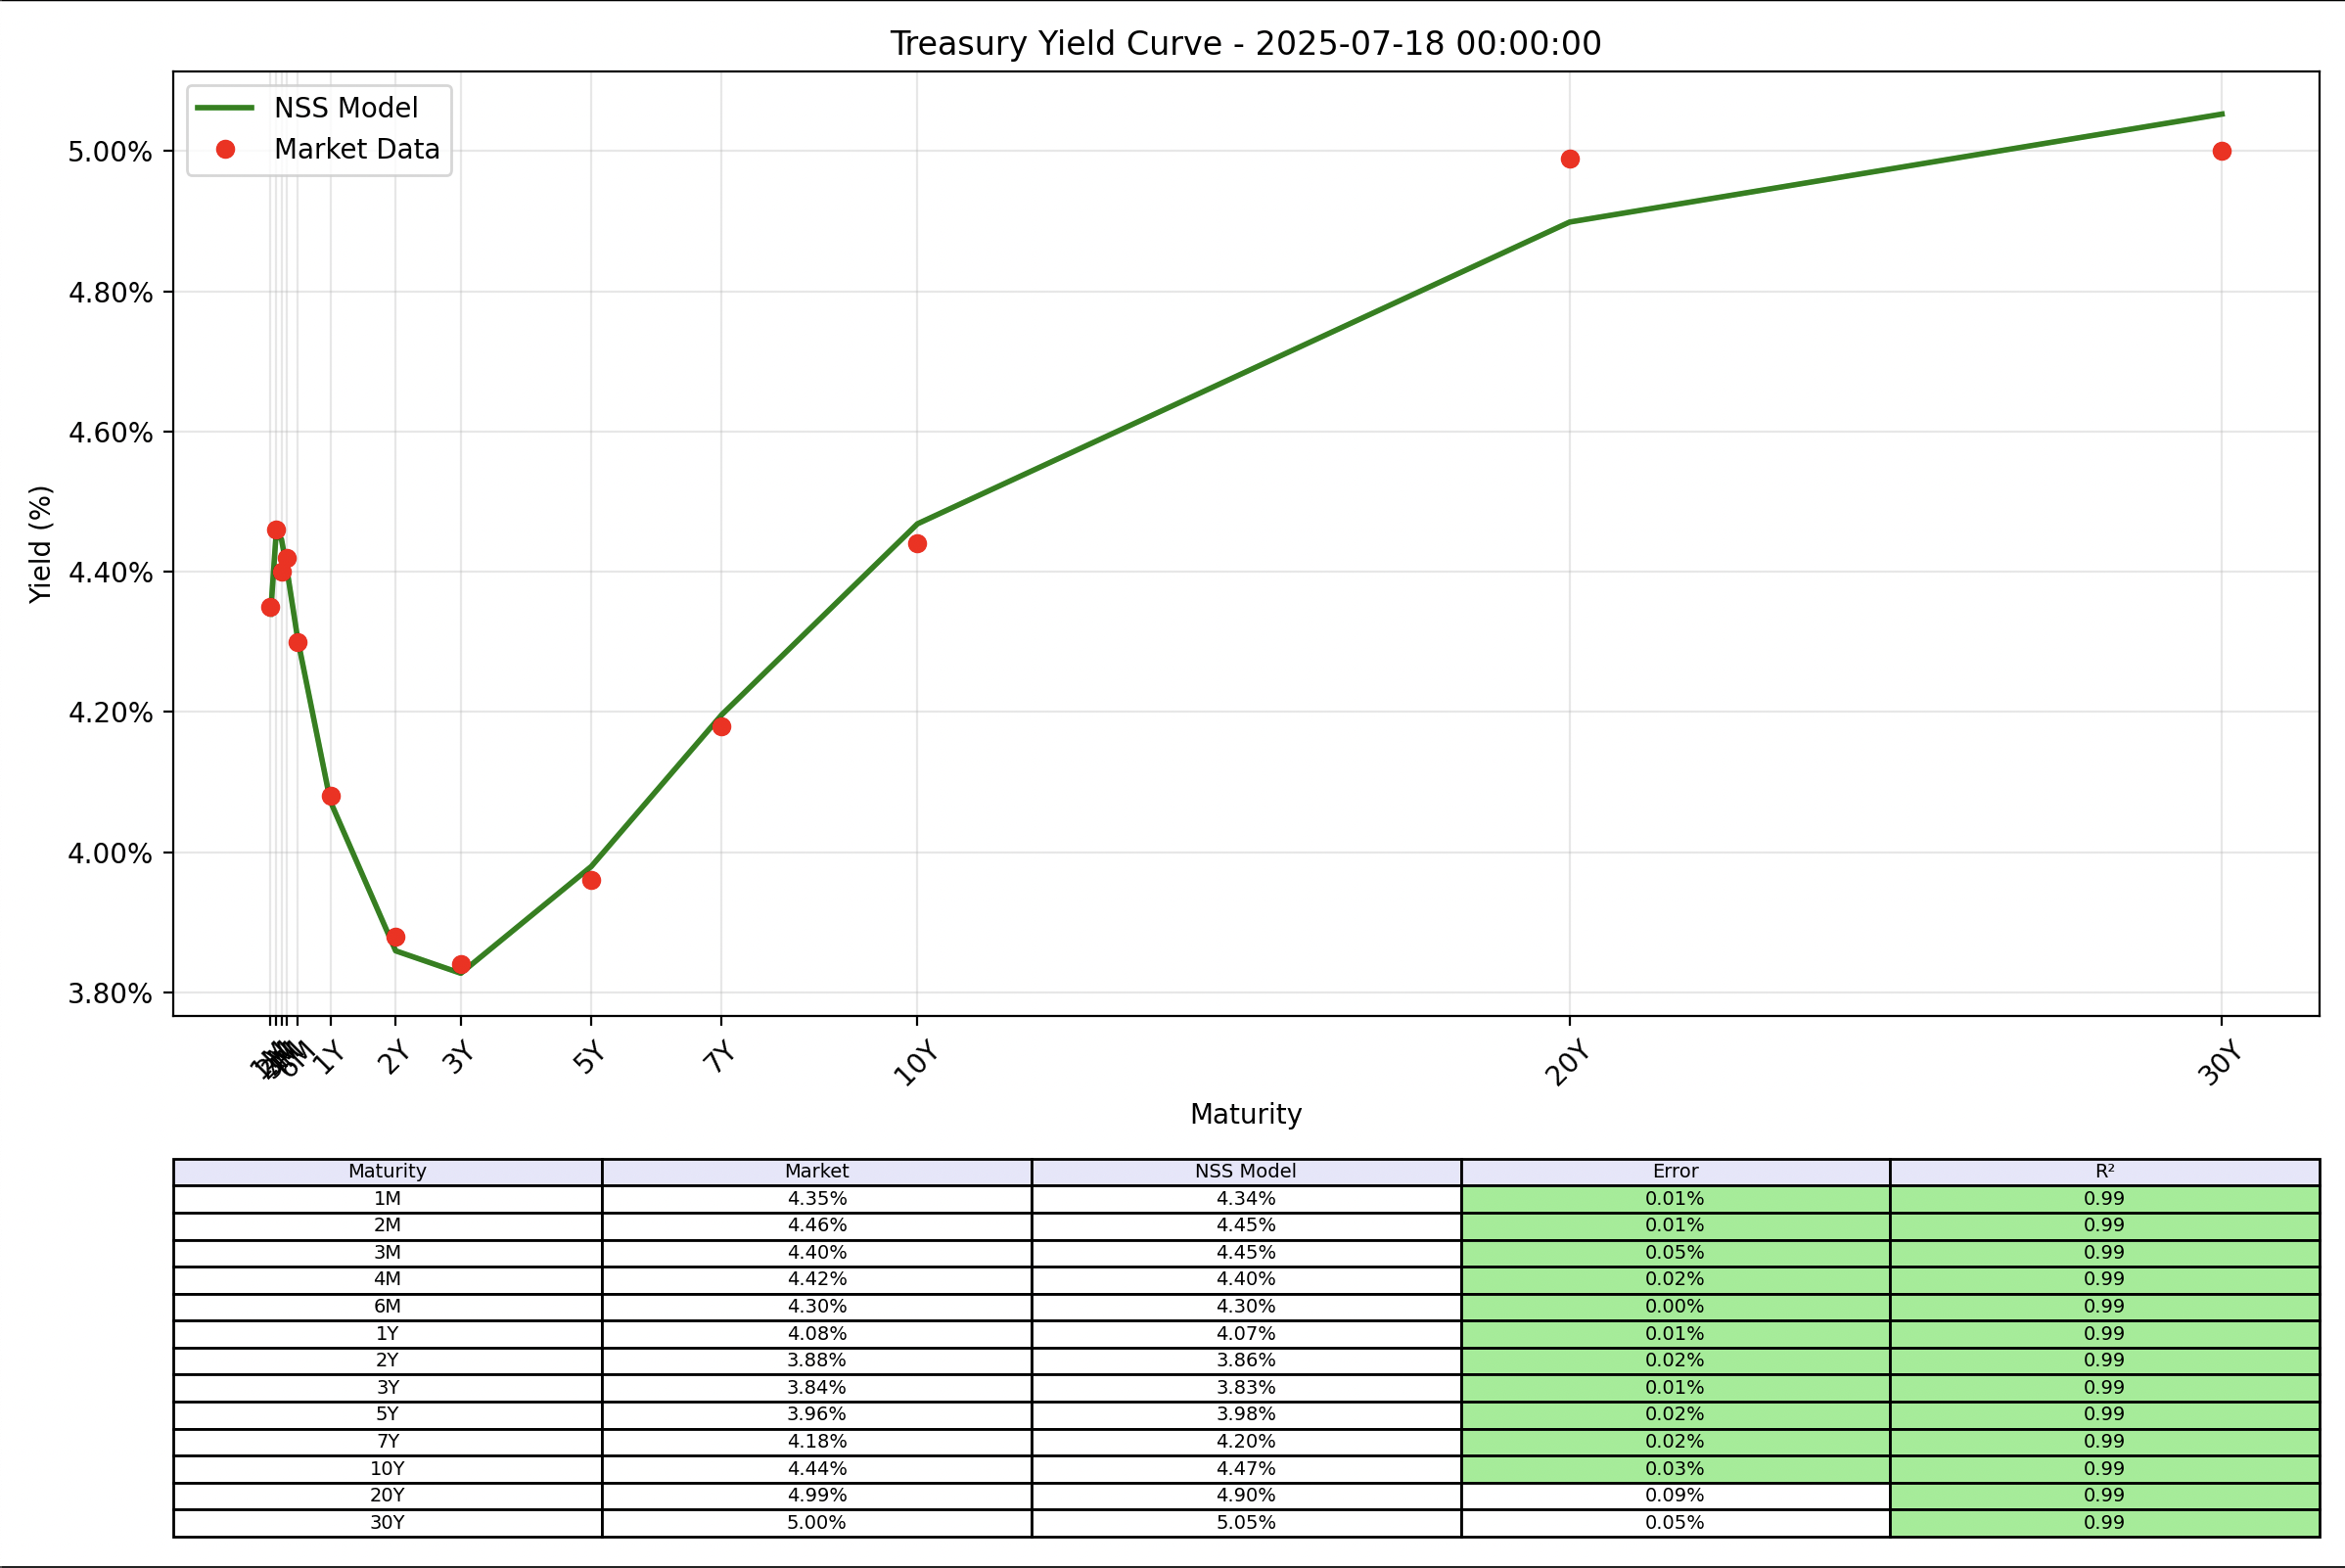 Treasury Yield Curve - 2025-07-18 00:00:00
NSS Model
Market Data
Yield (%)
5.00%
4.80%
4.60%
4.40%
4.20%
4.00%
3.80%
6M 1Y 2Y 3Y 5Y 7Y 10Y 20Y 30Y
Maturity
Maturity Market NSS Model Error R²
1M 4.35% 4.34% 0.01% 0.99
2M 4.46% 4.45% 0.01% 0.99
3M 4.40% 4.45% 0.05% 0.99
4M 4.42% 4.40% 0.02% 0.99
6M 4.30% 4.30% 0.00% 0.99
1Y 4.08% 4.07% 0.01% 0.99
2Y 3.88% 3.86% 0.02% 0.99
3Y 3.84% 3.83% 0.01% 0.99
5Y 3.96% 3.98% 0.02% 0.99
7Y 4.18% 4.20% 0.02% 0.99
10Y 4.44% 4.47% 0.03% 0.99
20Y 4.99% 4.90% 0.09% 0.99
30Y 5.00% 5.05% 0.05% 0.99